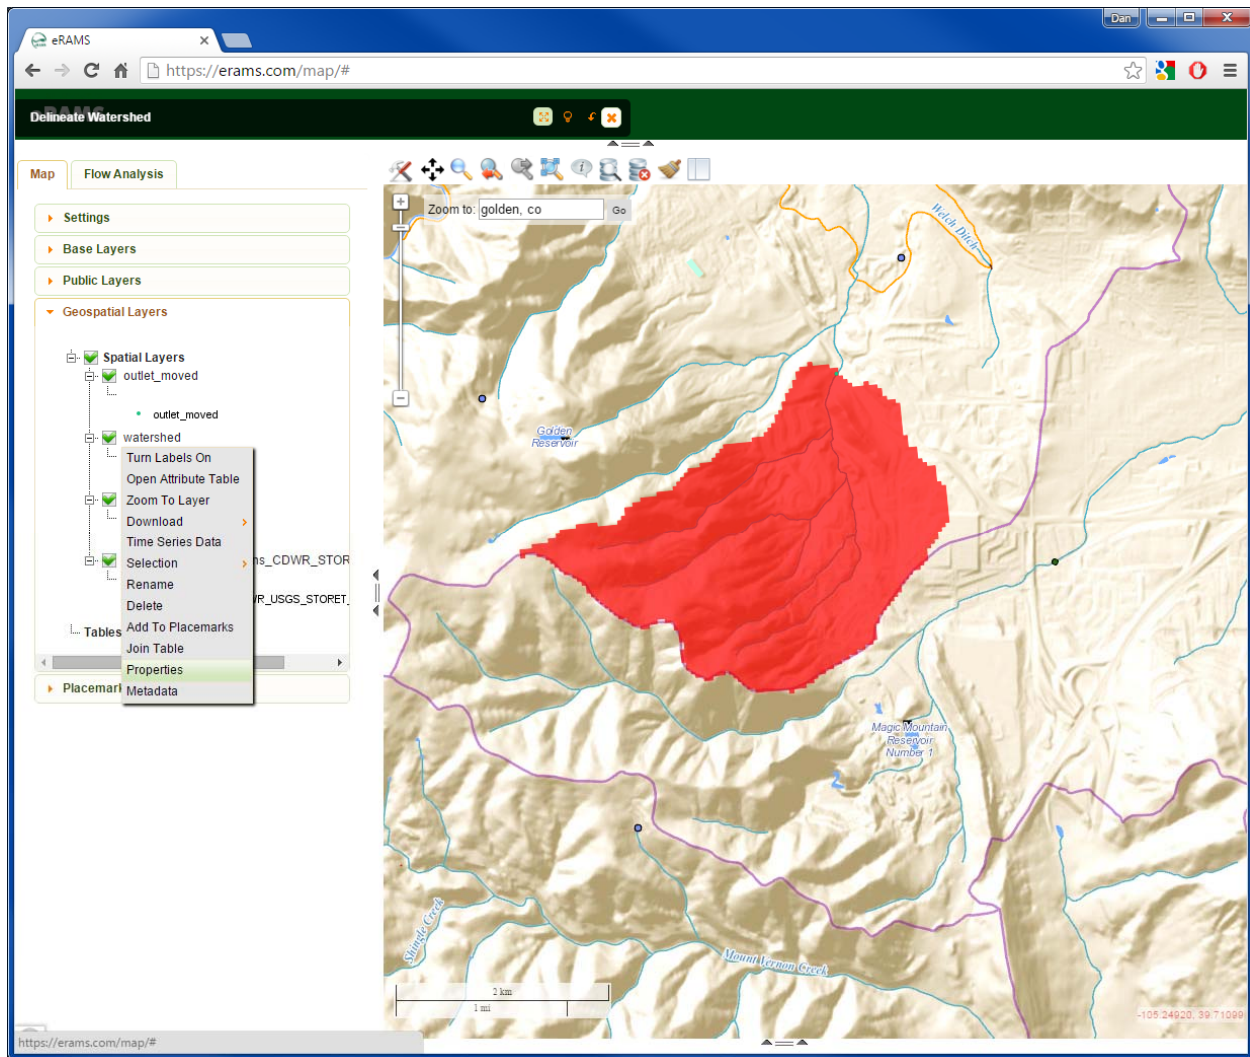 Dan
eRAMS
https://erams.com/map/#
Delineate Watershed
Map
Flow Analysis
Settings
Base Layers
Public Layers
Geospatial Layers
Spatial Layers
outlet_moved
outlet_moved
watershed
Turn Labels On
Open Attribute Table
Zoom To Layer
Download
Time Series Data
Selection
ns_CDWR_STOR
Rename
Delete
/R_USGS_STORET_
Add To Placemarks
Tables
Join Table
Properties
Placemark
Metadata
Zoom to:
golden, co
Go
Welch Ditch
Golden
Reservoir
Magic Mountain
Reservoir
Number 1
Shingle Creek
Mount Vernon Creek
2 km
1 mi
-105.24920, 39.71099
https://erams.com/map/#